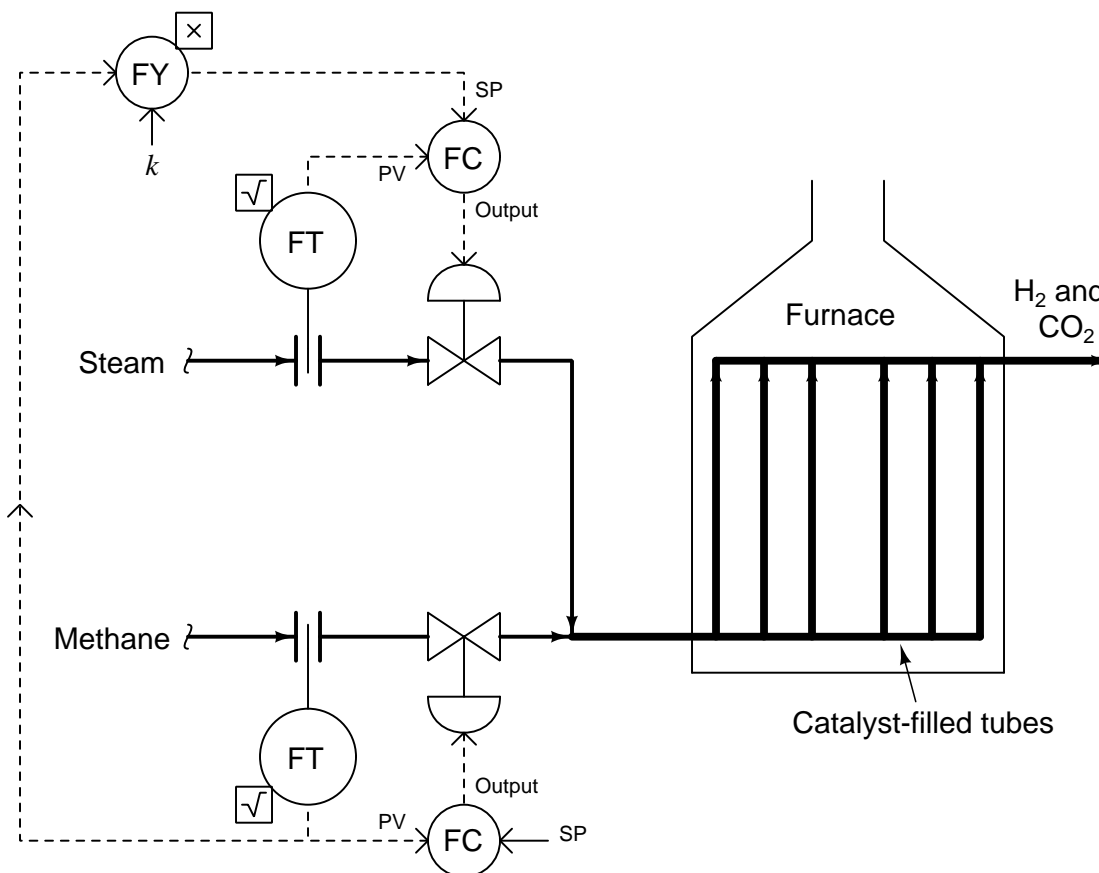 ×
FY
SP
k
FC
PV
√
FT
Output
Steam
Furnace
H₂ and
CO₂
Methane
Catalyst-filled tubes
FT
√
Output
PV
FC
SP